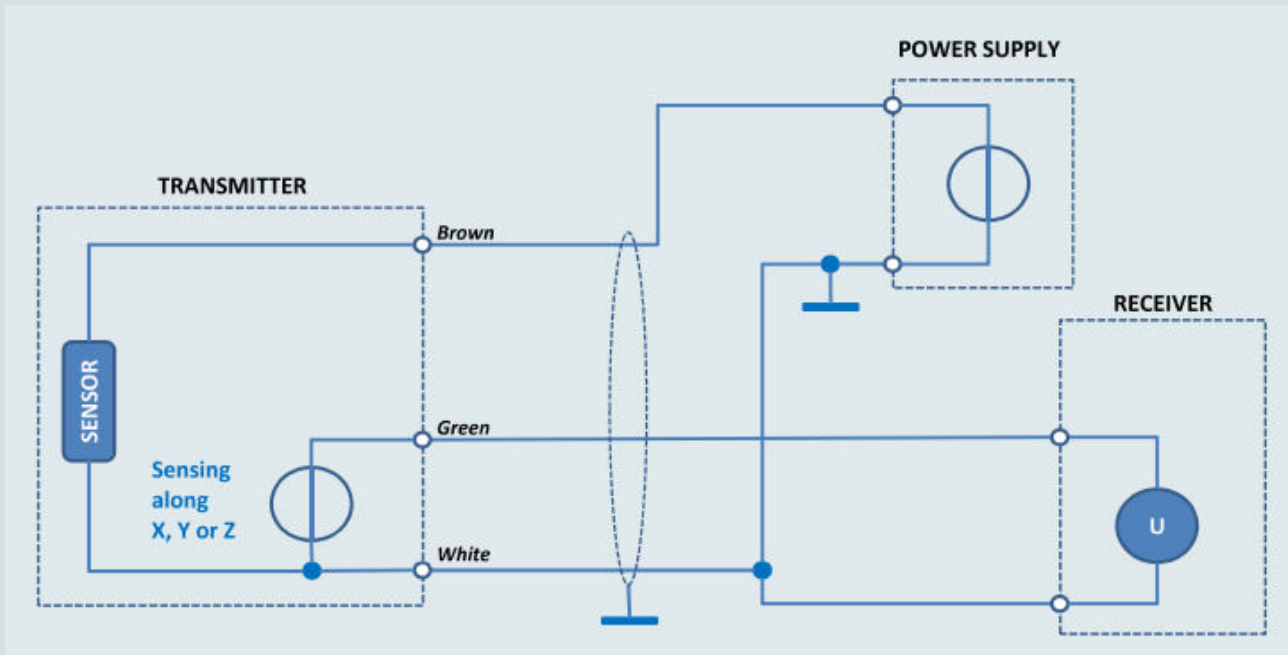 POWER SUPPLY
TRANSMITTER
Brown
RECEIVER
SENSOR
Green
Sensing
along
X, Y or Z
U
White